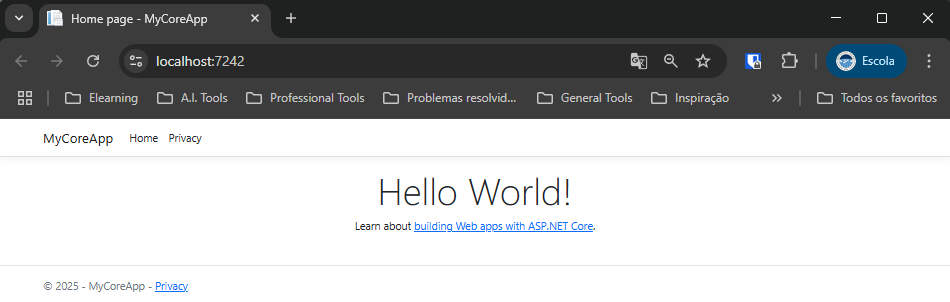 Home page - MyCoreApp
localhost:7242
Escola
Elearning
A.I. Tools
Professional Tools
Problemas resolvid...
General Tools
Inspiração
Todos os favoritos
MyCoreApp Home Privacy
Hello World!
Learn about building Web apps with ASP.NET Core.
© 2025 - MyCoreApp - Privacy